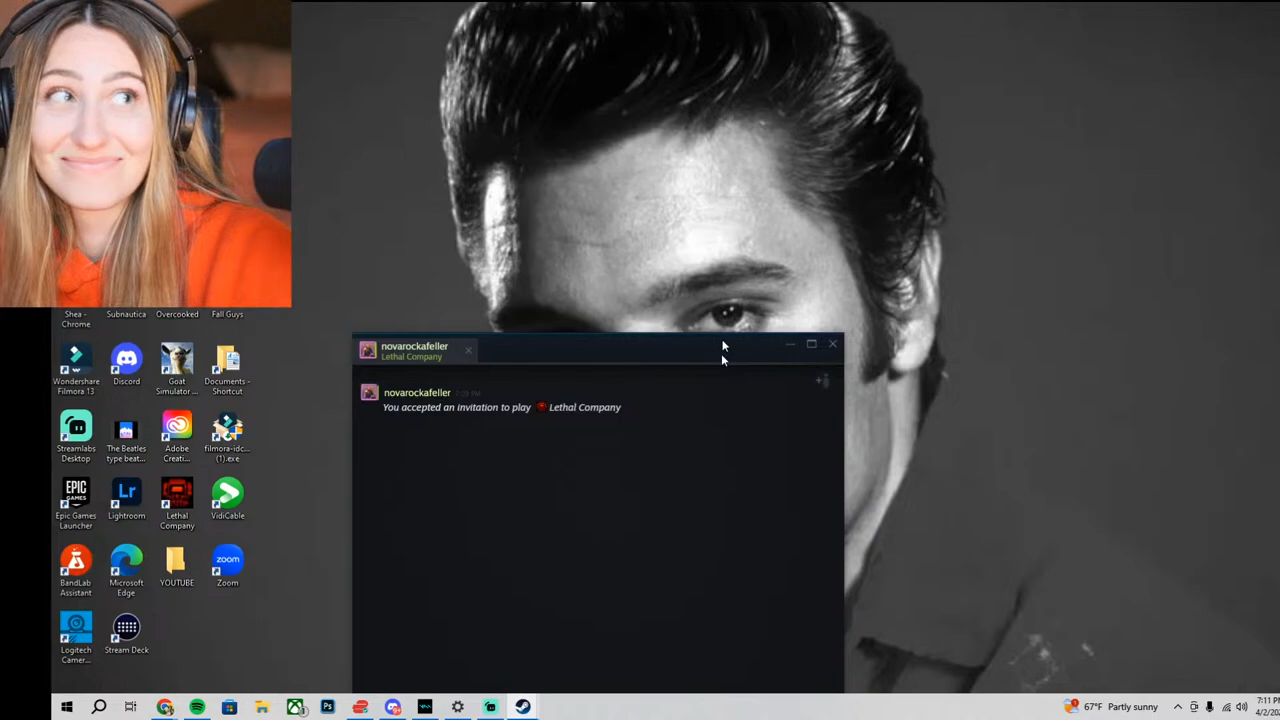 Shea -
Chrome
Subnautica
Overcooked
Fall Guys
novarockafeller
Lethal Company
novarockafeller
You accepted an invitation to play Lethal Company
Wondershare
Filmora 13
Discord
Goat
Simulator ...
Documents -
Shortcut
Streamlabs
Desktop
The Beatles
type beat...
Adobe
Creati...
filmora-idc...
(1).exe
EPIC
GAMES
Epic Games
Launcher
Lr
Lightroom
Lethal
Company
VidiCable
BandLab
Assistant
Microsoft
Edge
YOUTUBE
zoom
Zoom
Logitech
Camer...
Stream Deck
Ps
67°F Partly sunny
7:11 PM